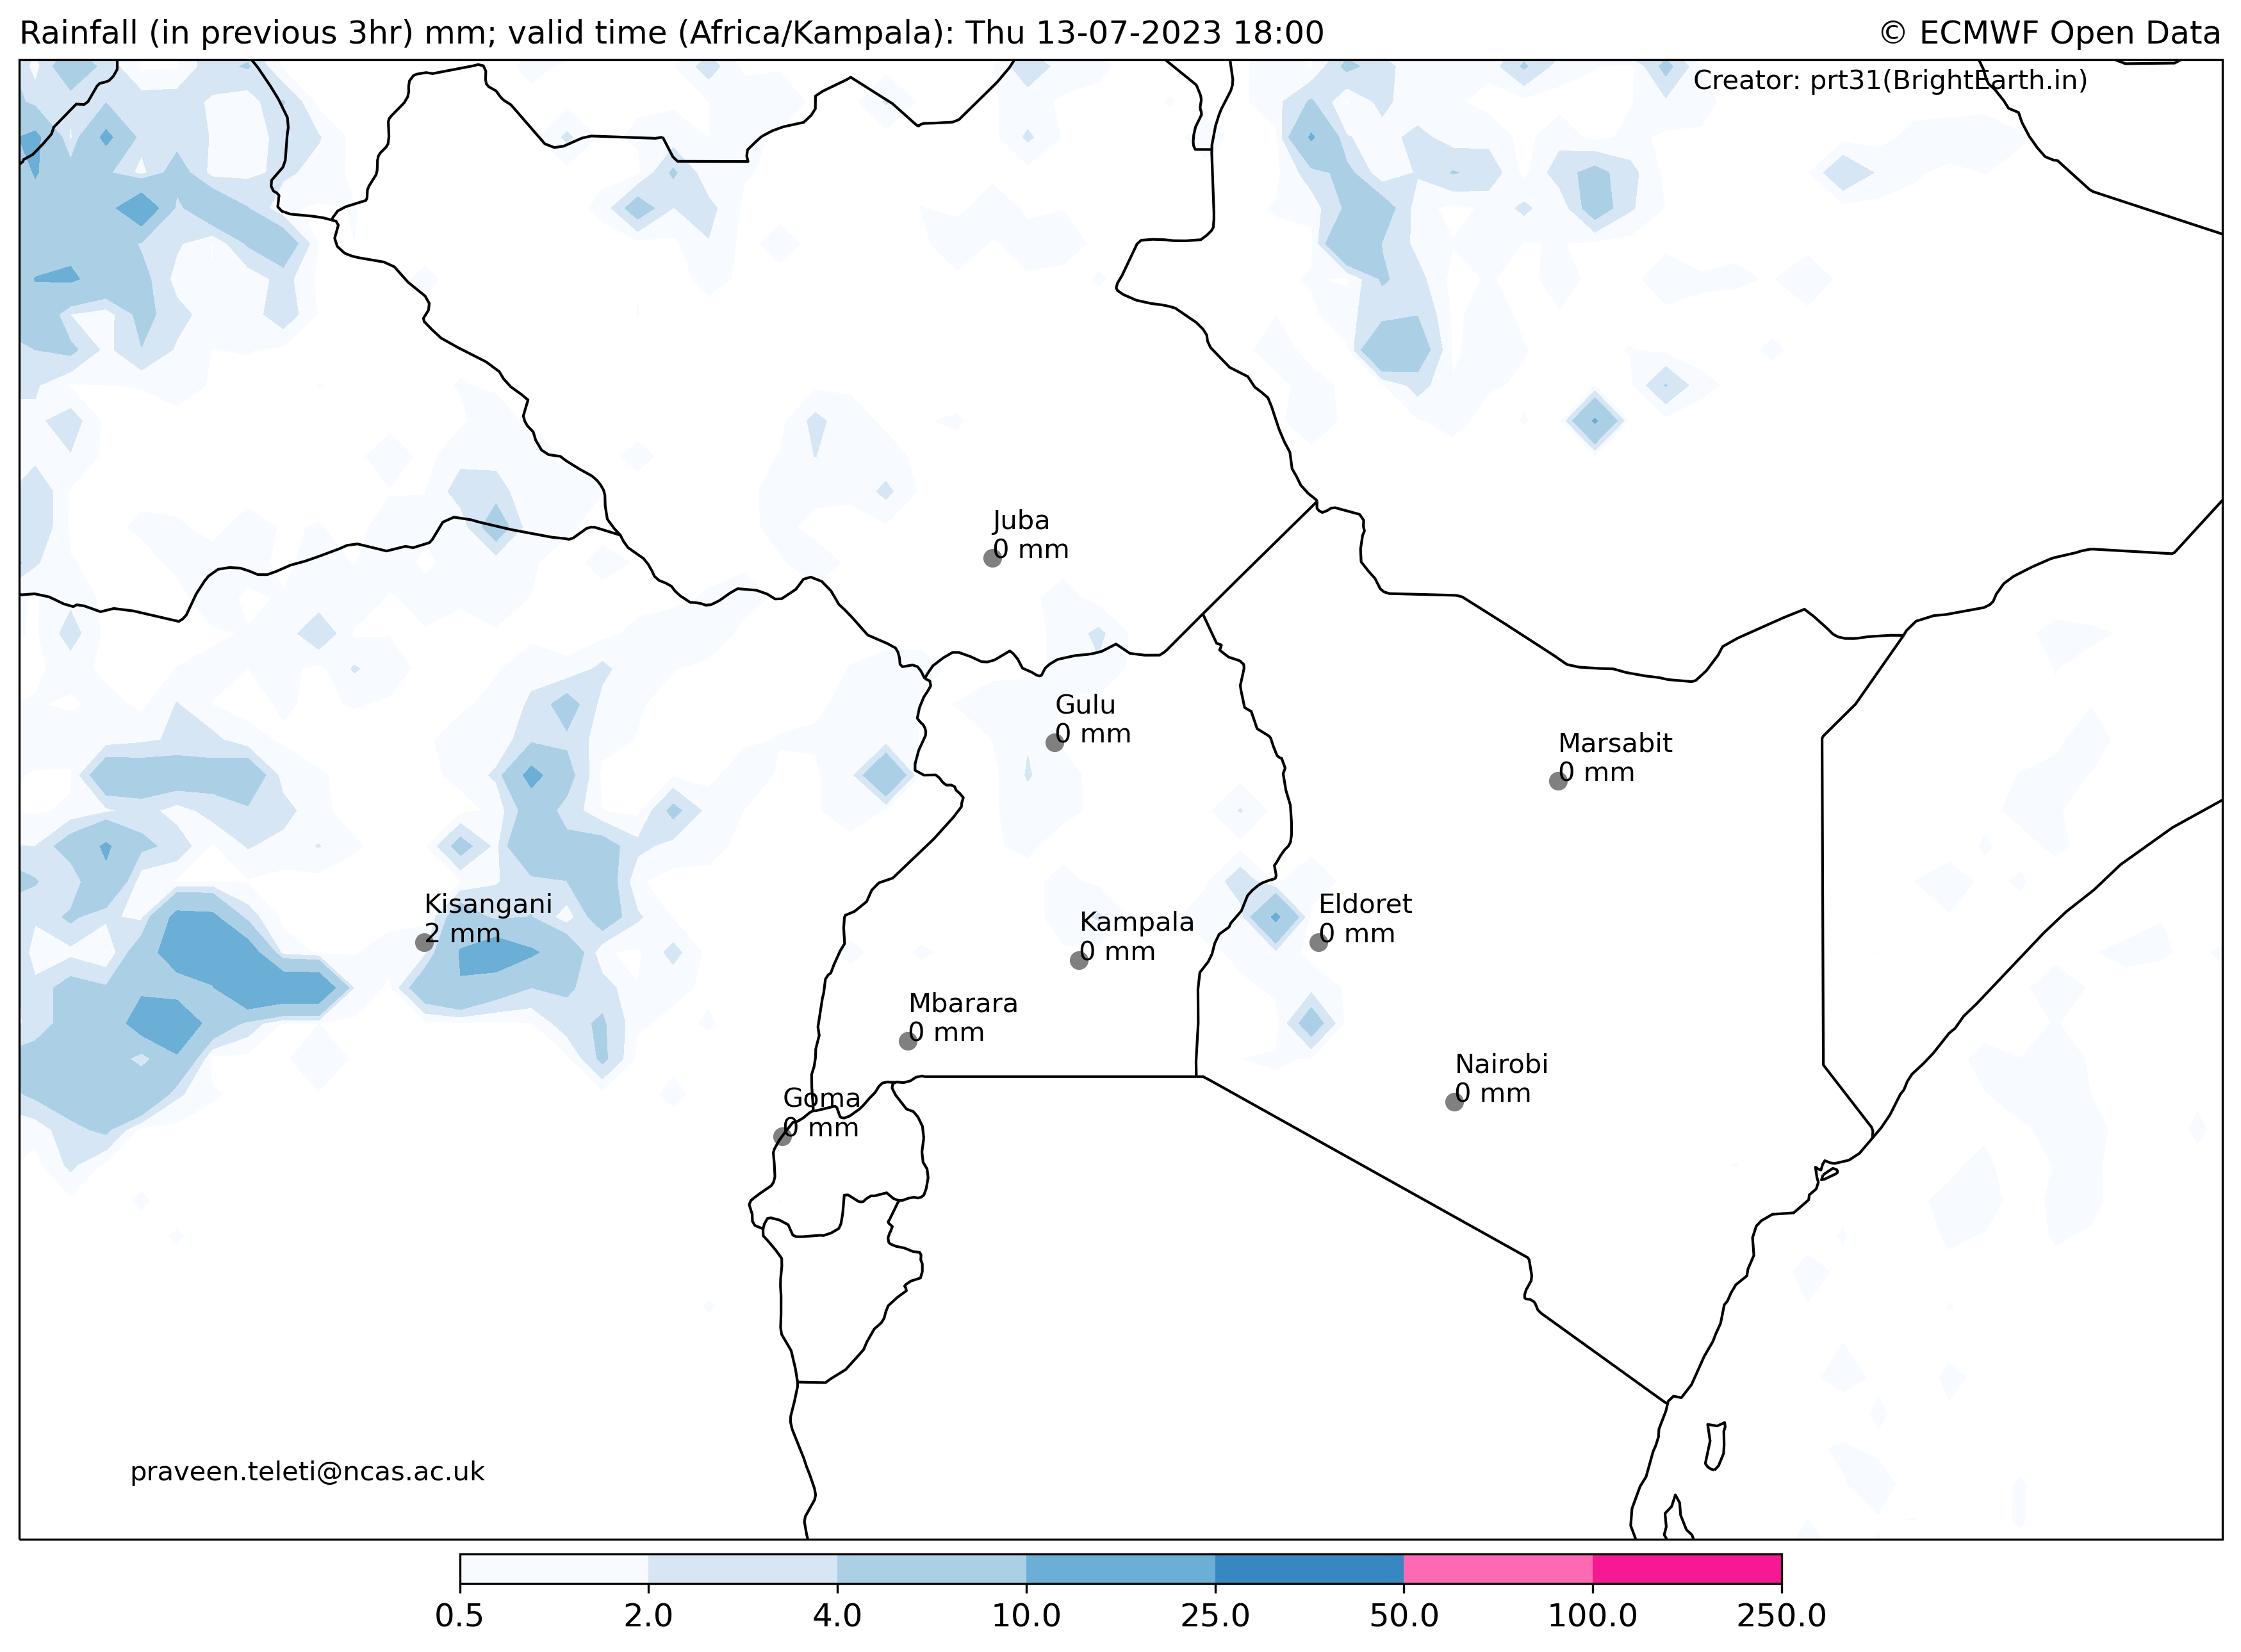 Rainfall (in previous 3hr) mm; valid time (Africa/Kampala): Thu 13-07-2023 18:00
© ECMWF Open Data
Creator: prt31(BrightEarth.in)
Juba
0 mm
Gulu
0 mm
Marsabit
0 mm
Kisangani
2 mm
Eldoret
0 mm
Kampala
0 mm
Mbarara
0 mm
Nairobi
0 mm
Goma
0 mm
praveen.teleti@ncas.ac.uk
0.5 2.0 4.0 10.0 25.0 50.0 100.0 250.0